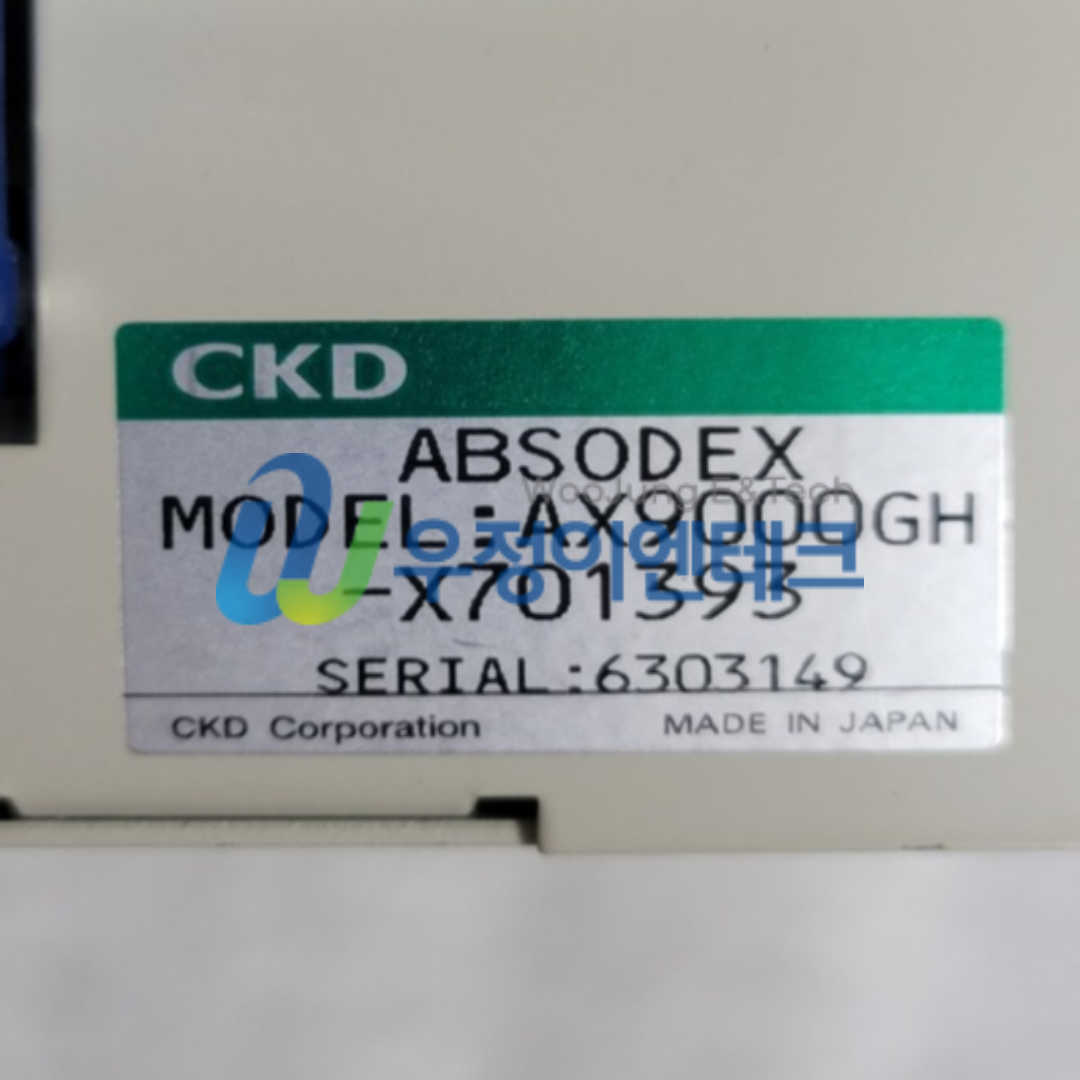 CKD
ABSODEX
WooJung E&Tech
MODEL:AX9000GH
우정이엔테크
-X701393
SERIAL:6303149
CKD Corporation MADE IN JAPAN